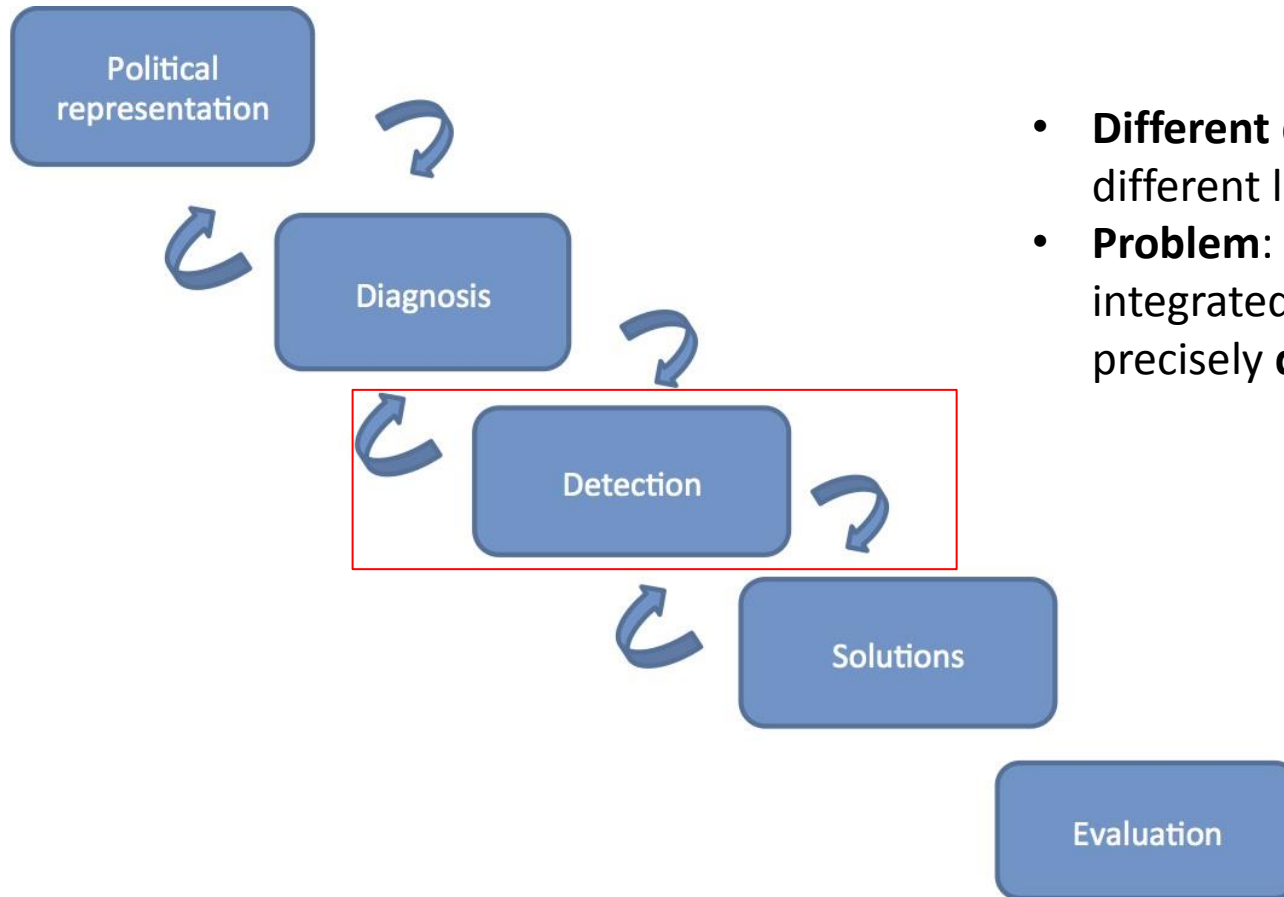 Political
representation
Diagnosis
Detection
Solutions
Evaluation
• Different
different
• Problem:
integrated
precisely